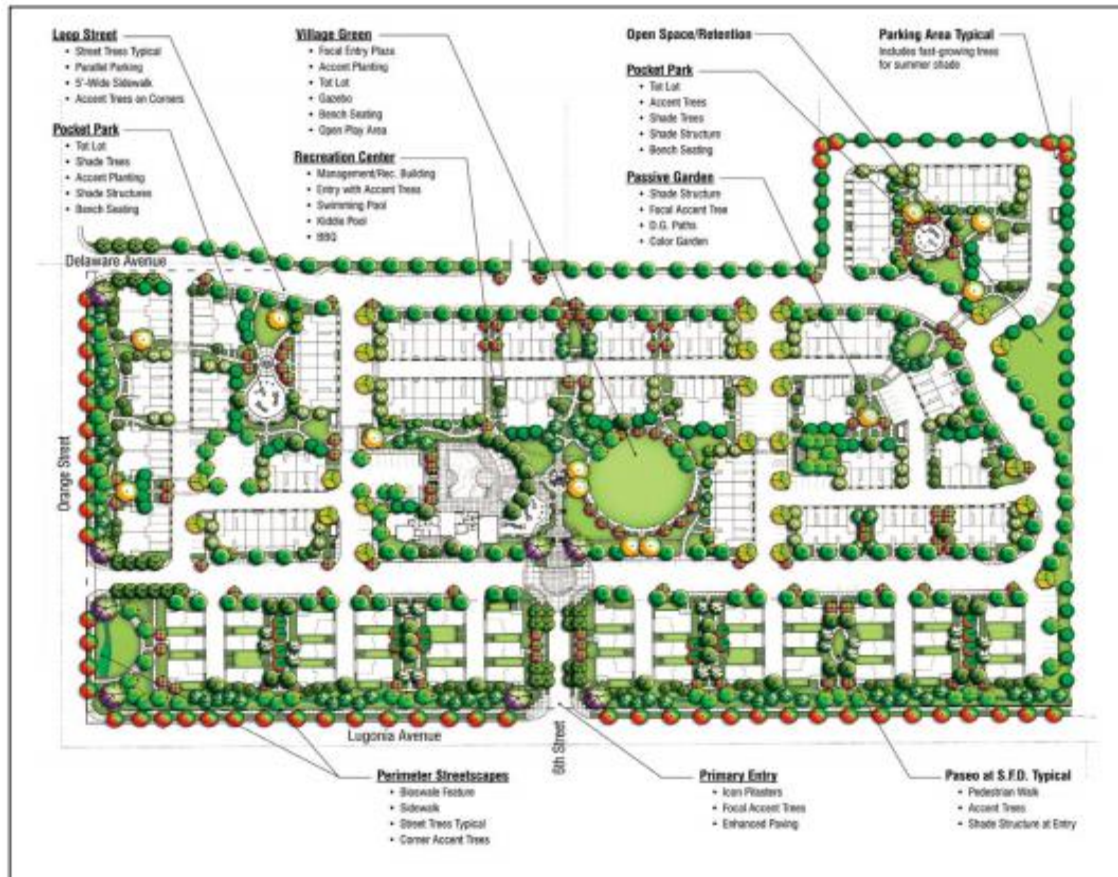 Loop Street
• Street Trees Typical
• Parallel Parking
• 5'-Wide Sidewalk
• Accent Trees on Corners
Pocket Park
• Tot Lot
• Shade Trees
• Accent Planting
• Shade Structures
• Bench Seating
Village Green
• Focal Entry Plaza
• Accent Planting
• Tot Lot
• Gazebo
• Bench Seating
• Open Play Area
Recreation Center
• Management/Rec. Building
• Entry with Accent Trees
• Swimming Pool
• Kiddie Pool
• BBQ
Open Space/Retention
Pocket Park
• Tot Lot
• Accent Trees
• Shade Trees
• Shade Structure
• Bench Seating
Passive Garden
• Shade Structure
• Focal Accent Tree
• D.G. Paths
• Color Garden
Parking Area Typical
Includes fast-growing trees
for summer shade
Delaware Avenue
Orange Street
Lugonia Avenue
6th Street
Perimeter Streetscapes
• Bioswale Feature
• Sidewalk
• Street Trees Typical
• Corner Accent Trees
Primary Entry
• Icon Pilasters
• Focal Accent Trees
• Enhanced Paving
Paseo at S.F.D. Typical
• Pedestrian Walk
• Accent Trees
• Shade Structure at Entry